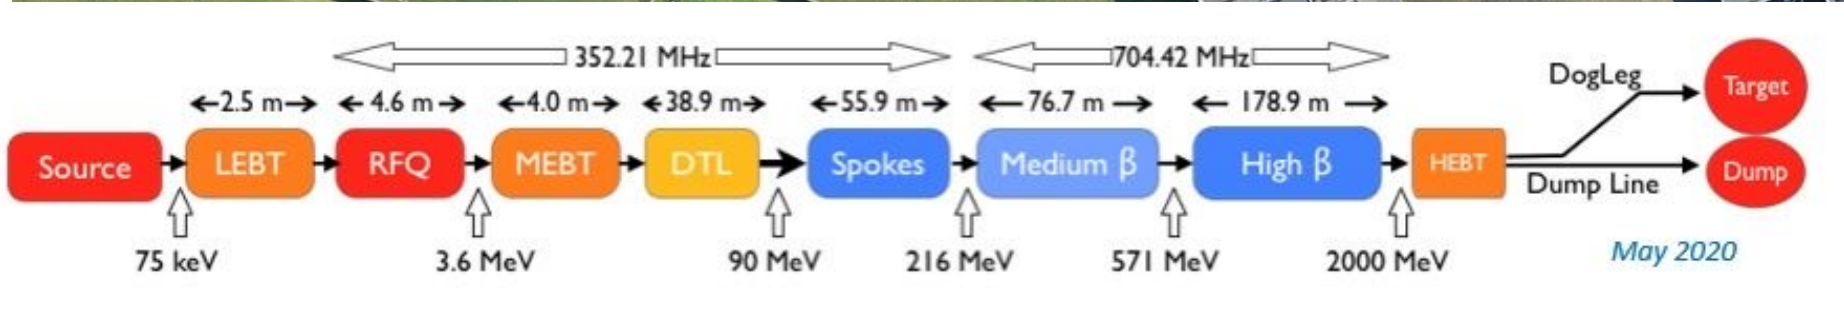 352.21 MHz 704.42 MHz
2.5 m 4.6 m 4.0 m 38.9 m 55.9 m 76.7 m 178.9 m
DogLeg
Target
Source LEBT RFQ MEBT DTL Spokes Medium β High β HEBT
Dump
Dump Line
75 keV 3.6 MeV 90 MeV 216 MeV 571 MeV 2000 MeV
May 2020